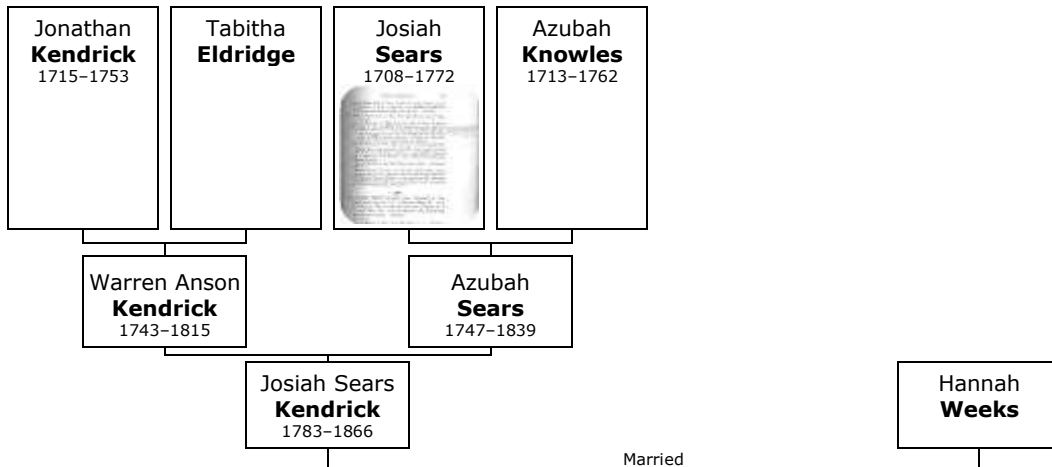 Jonathan
Kendrick
1715–1753
Tabitha
Eldridge
Josiah
Sears
1708–1772
Azubah
Knowles
1713–1762
Warren Anson
Kendrick
1743–1815
Azubah
Sears
1747–1839
Josiah Sears
Kendrick
1783–1866
Hannah
Weeks
Married